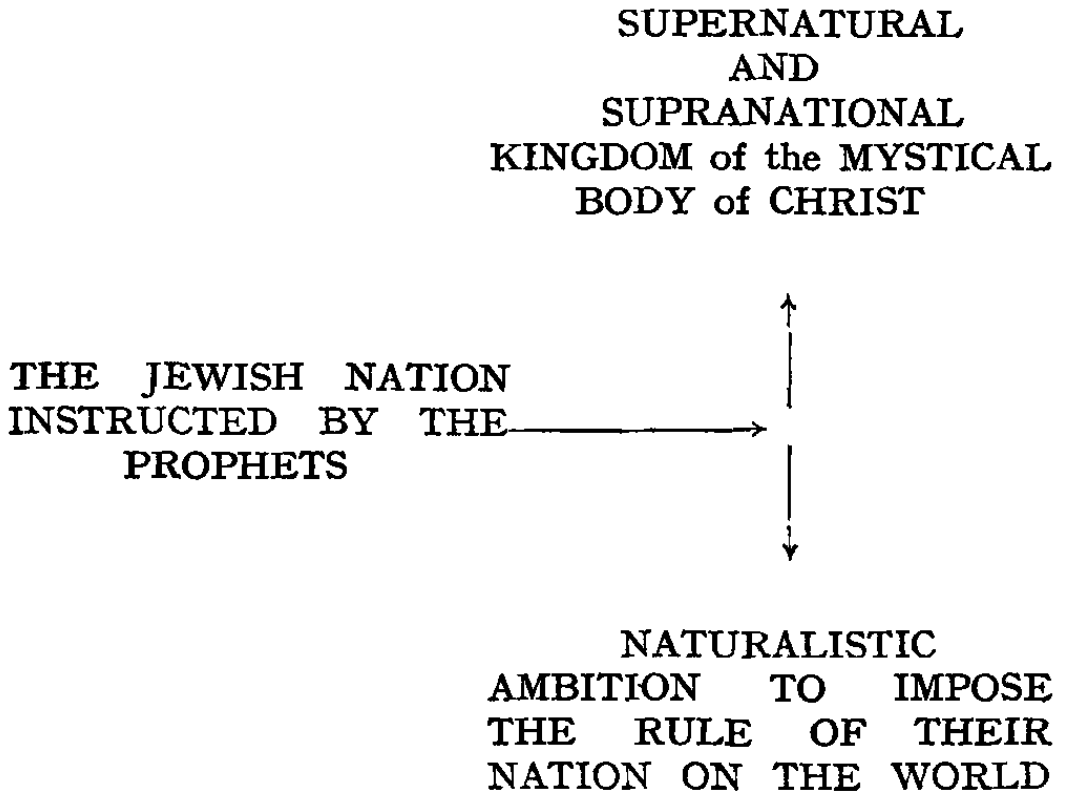 SUPERNATURAL
AND
SUPRANATIONAL
KINGDOM of the MYSTICAL
BODY of CHRIST
THE JEWISH NATION
INSTRUCTED BY THE
PROPHETS
NATURALISTIC
AMBITION TO IMPOSE
THE RULE OF THEIR
NATION ON THE WORLD